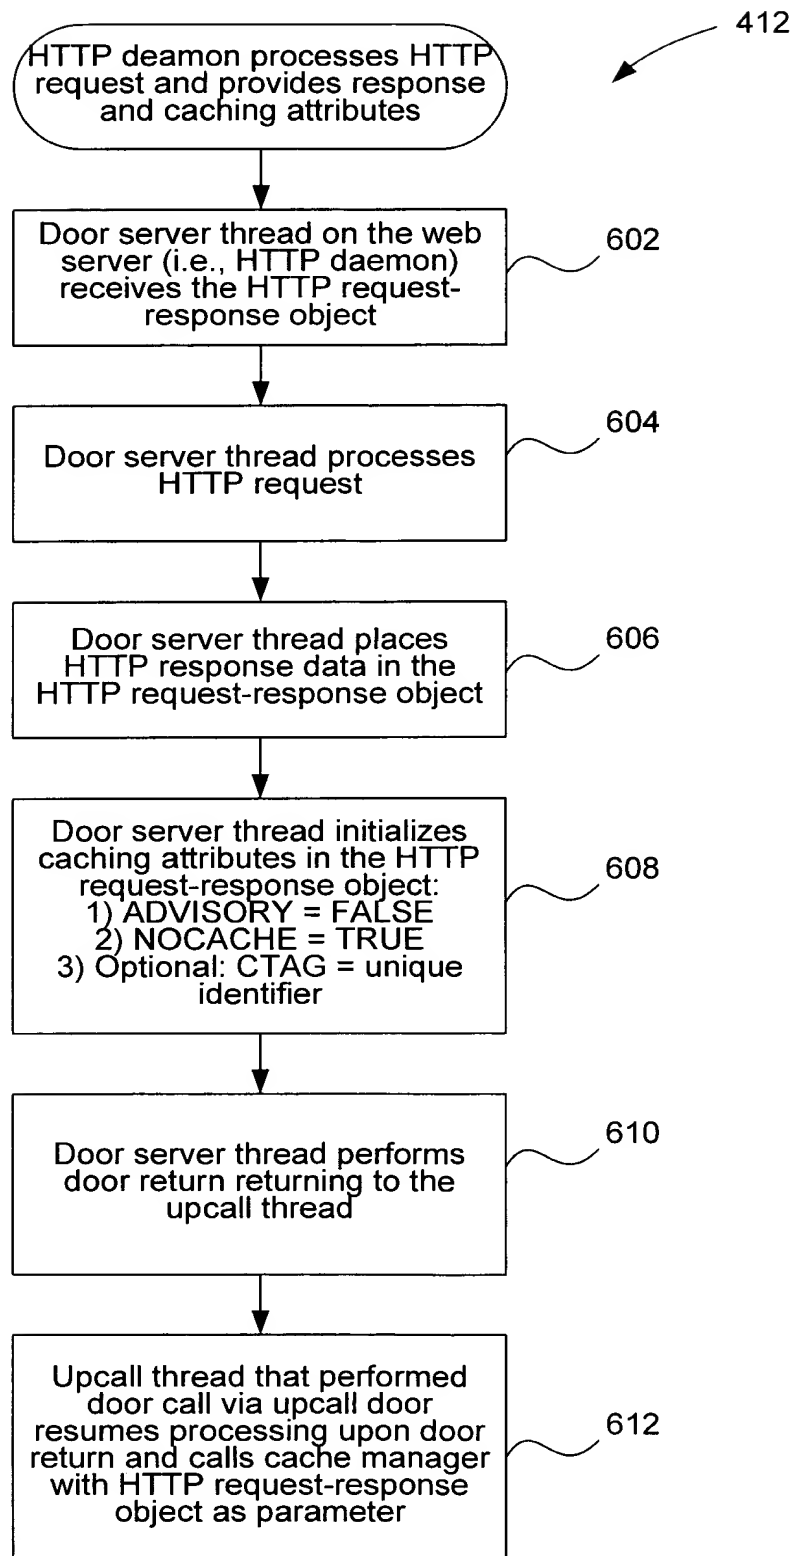 412
HTTP deamon processes HTTP
request and provides response
and caching attributes
Door server thread on the web
server (i.e., HTTP daemon)
receives the HTTP request-
response object
602
Door server thread processes
HTTP request
604
Door server thread places
HTTP response data in the
HTTP request-response object
606
Door server thread initializes
caching attributes in the HTTP
request-response object:
1) ADVISORY = FALSE
2) NOCACHE = TRUE
3) Optional: CTAG = unique
identifier
608
Door server thread performs
door return returning to the
upcall thread
610
Upcall thread that performed
door call via upcall door
resumes processing upon door
return and calls cache manager
with HTTP request-response
object as parameter
612